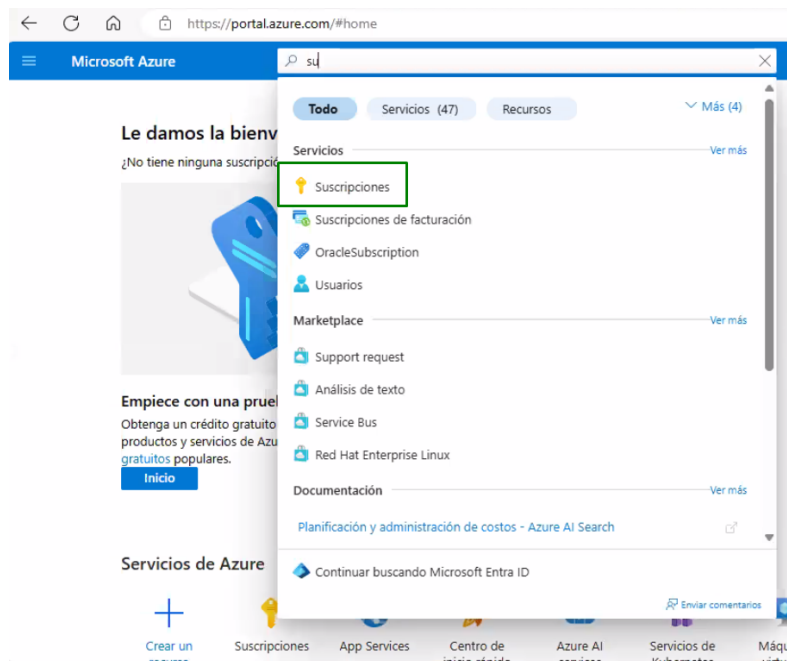 https://portal.azure.com/#home
Microsoft Azure
su
Todo
Servicios (47)
Recursos
Más (4)
Le damos la bienv
¿No tiene ninguna suscripció
Servicios
Ver más
Suscripciones
Suscripciones de facturación
OracleSubscription
Usuarios
Marketplace
Ver más
Support request
Análisis de texto
Service Bus
Red Hat Enterprise Linux
Documentación
Ver más
Planificación y administración de costos - Azure AI Search
Continuar buscando Microsoft Entra ID
Enviar comentarios
Empiece con una prue
Obtenga un crédito gratuito
productos y servicios de Azu
gratuitos populares.
Inicio
Servicios de Azure
Crear un
Suscripciones
App Services
Centro de
Azure AI
Servicios de
Máqu